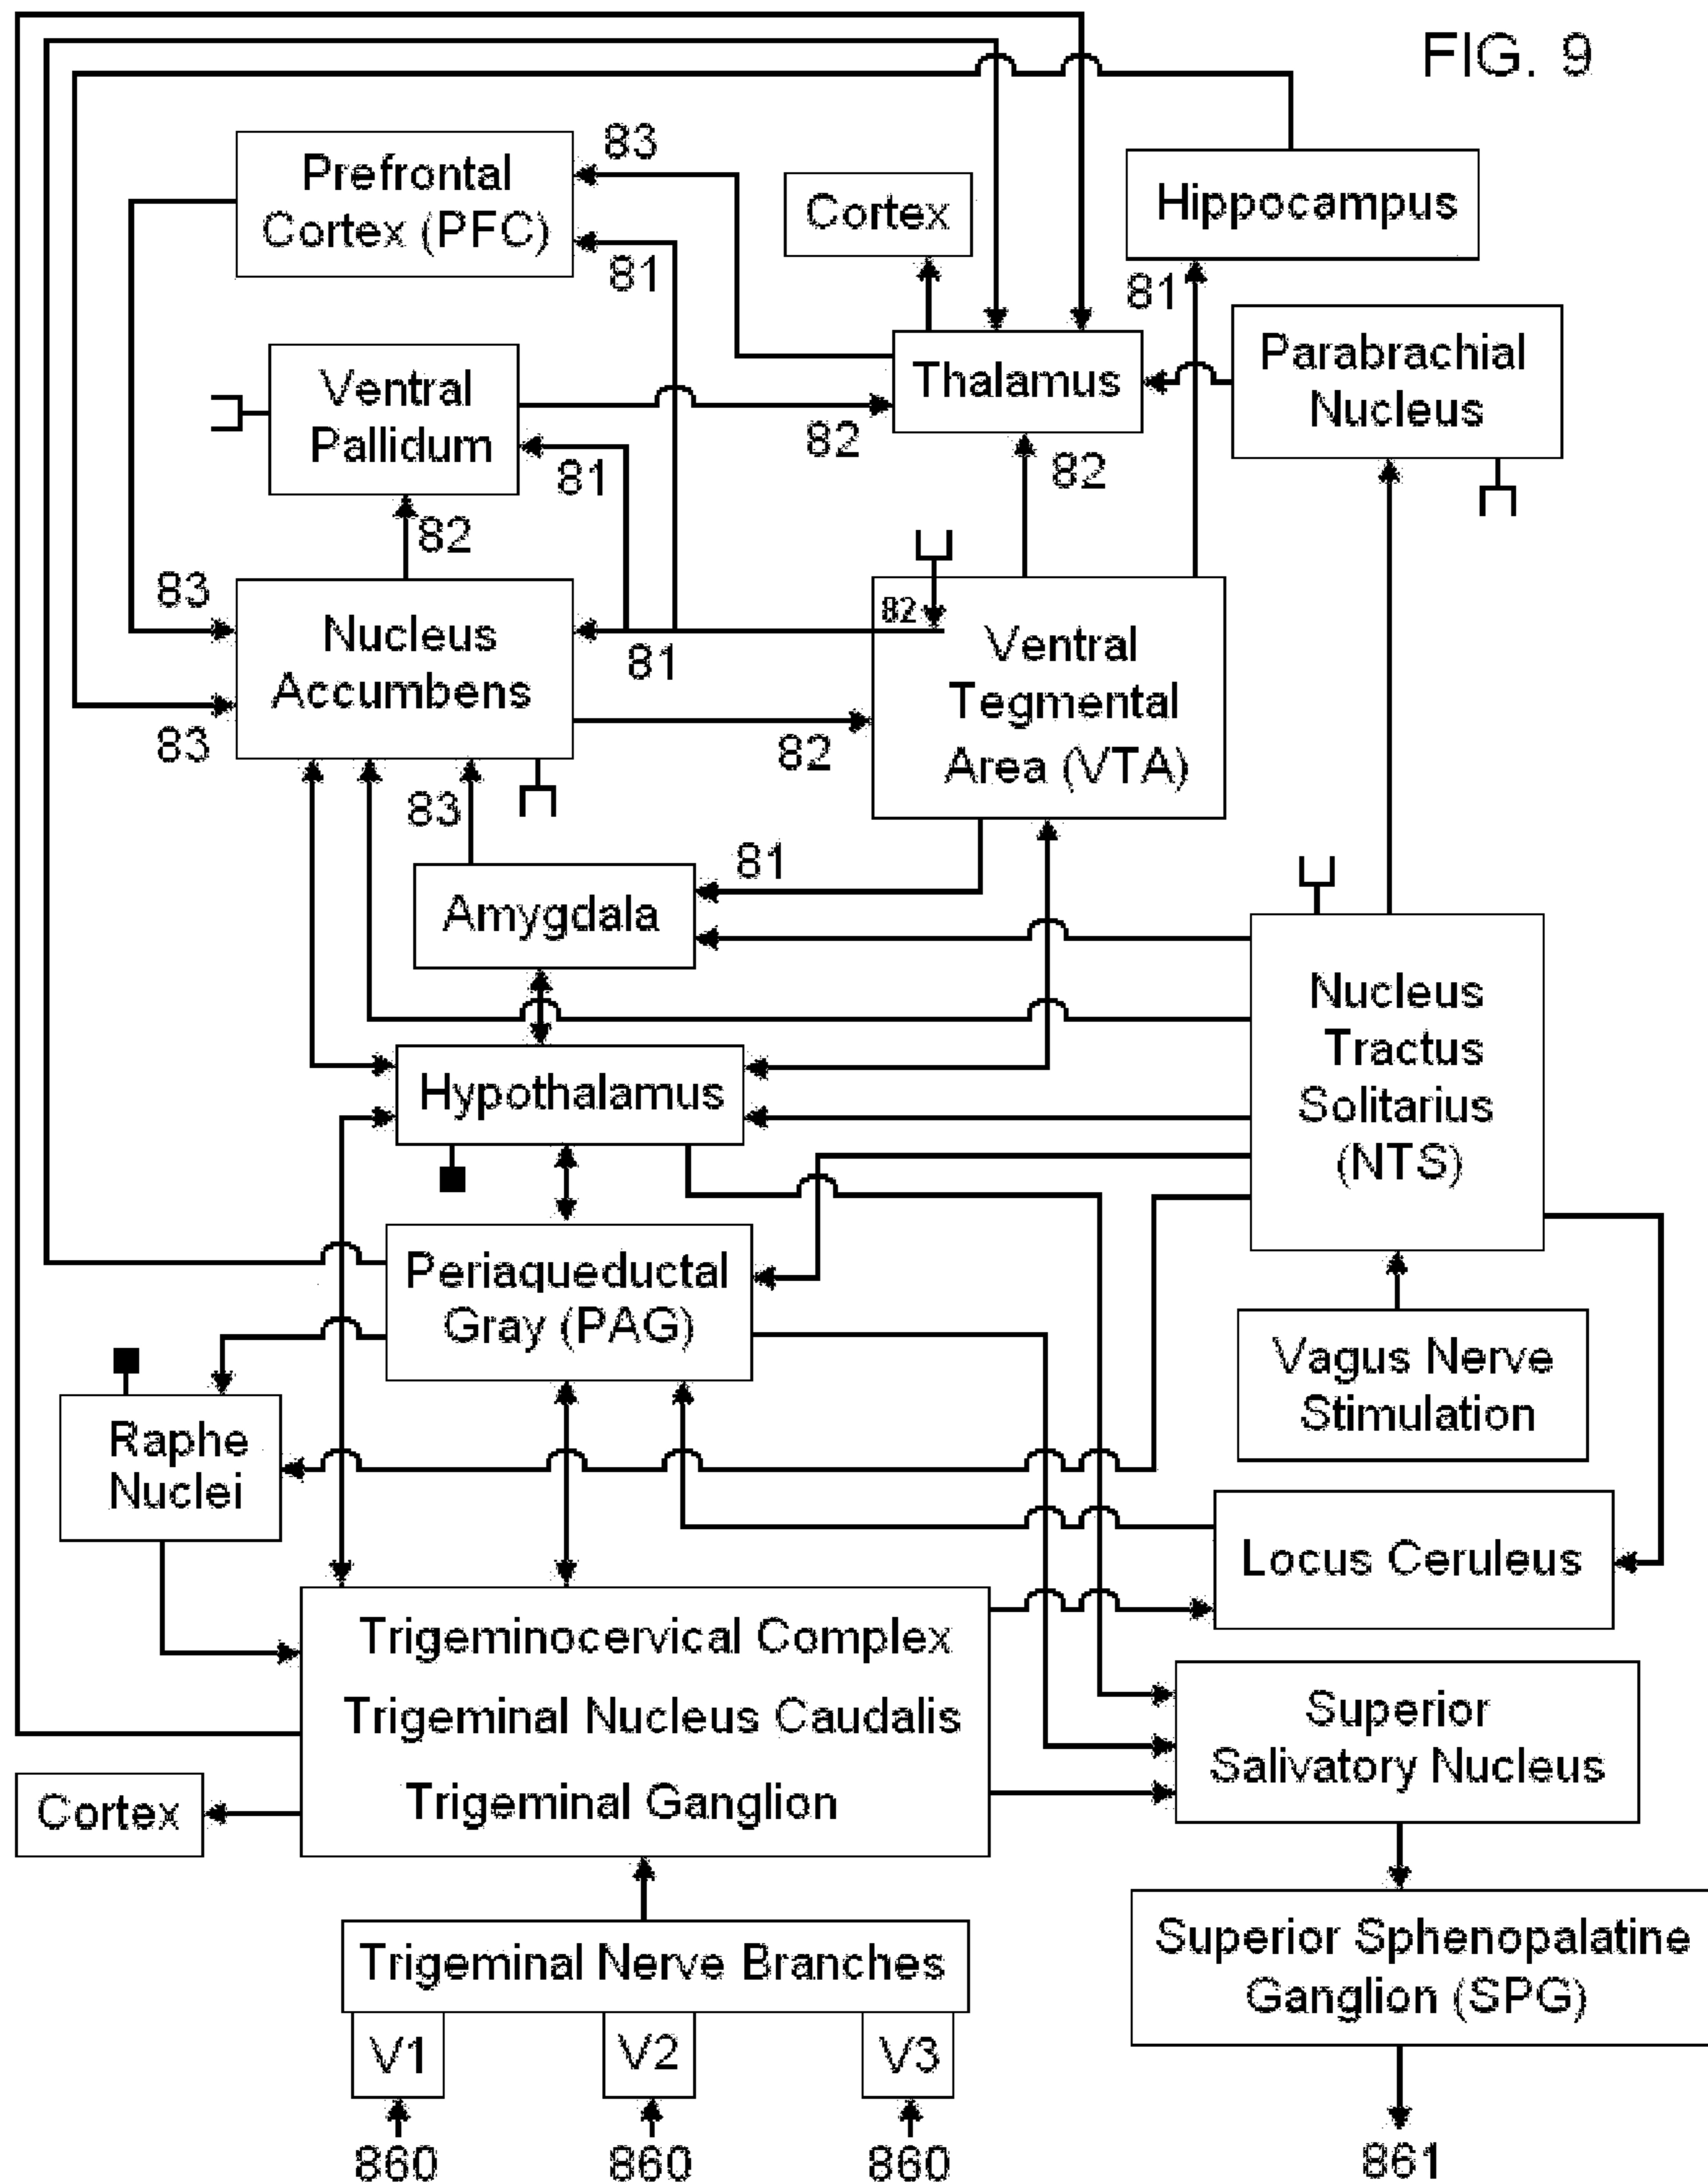 FIG. 9
Prefrontal
Cortex (PFC)
83
81
Cortex
Hippocampus
81
Parabrachial
Nucleus
Thalamus
82
82
Ventral
Pallidum
81
82
83
Nucleus
Accumbens
83
81
82
82
Ventral
Tegmental
Area (VTA)
83
81
Amygdala
Hypothalamus
Nucleus
Tractus
Solitarius
(NTS)
Periaqueductal
Gray (PAG)
Vagus Nerve
Stimulation
Raphe
Nuclei
Locus Ceruleus
Trigeminocervical Complex
Trigeminal Nucleus Caudalis
Trigeminal Ganglion
Superior
Salivatory Nucleus
Cortex
Trigeminal Nerve Branches
V1
V2
V3
860
860
860
Superior Sphenopalatine
Ganglion (SPG)
861